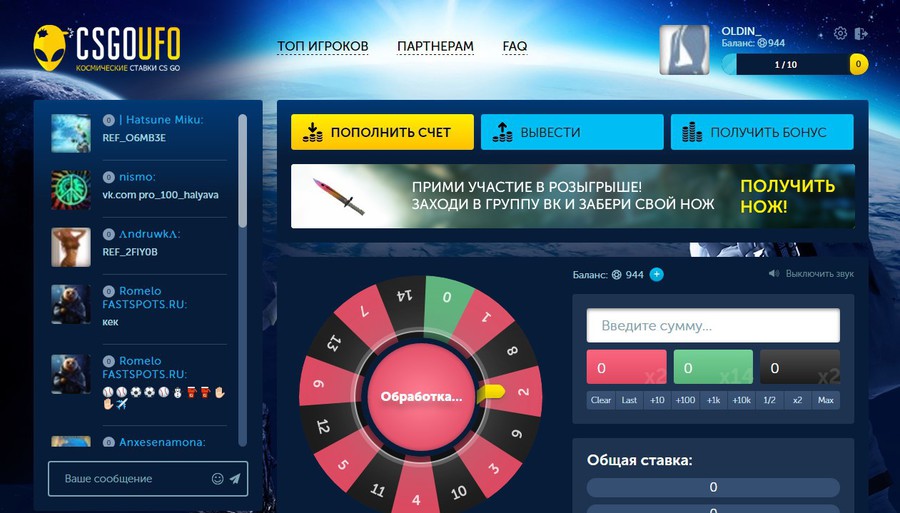 CSGOUFO
КОСМИЧЕСКИЕ СТАВКИ CS GO
ТОП ИГРОКОВ
ПАРТНЕРАМ
FAQ
OLDIN_
Баланс: 944
1 / 10
0
0 | Hatsune Miku:
REF_O6MB3E
0 nismo:
vk.com pro_100_halyava
0 ΛndruwkΛ:
REF_2FIY0B
0 Romelo
FASTSPOTS.RU:
кек
0 Romelo
FASTSPOTS.RU:
0 Anxesenamona:
Ваше сообщение
ПОПОЛНИТЬ СЧЕТ
ВЫВЕСТИ
ПОЛУЧИТЬ БОНУС
ПРИМИ УЧАСТИЕ В РОЗЫГРЫШЕ!
ЗАХОДИ В ГРУППУ ВК И ЗАБЕРИ СВОЙ НОЖ
ПОЛУЧИТЬ
НОЖ!
0
1
8
2
9
3
10
4
11
5
12
6
13
7
14
Обработка...
Баланс: 944 +
Выключить звук
Введите сумму...
0 x2
0 x14
0 x2
Clear Last +10 +100 +1k +10k 1/2 x2 Max
Общая ставка:
0